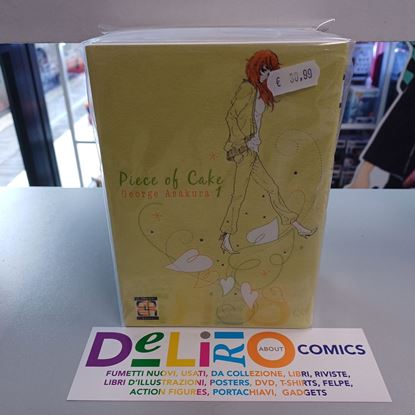 € 30,99
Piece of Cake
George Asakura 1
DeLiRiO
ABOUT
COMICS
FUMETTI NUOVI, USATI, DA COLLEZIONE, LIBRI, RIVISTE,
LIBRI D'ILLUSTRAZIONI, POSTERS, DVD, T-SHIRTS, FELPE,
ACTION FIGURES, PORTACHIAVI, GADGETS